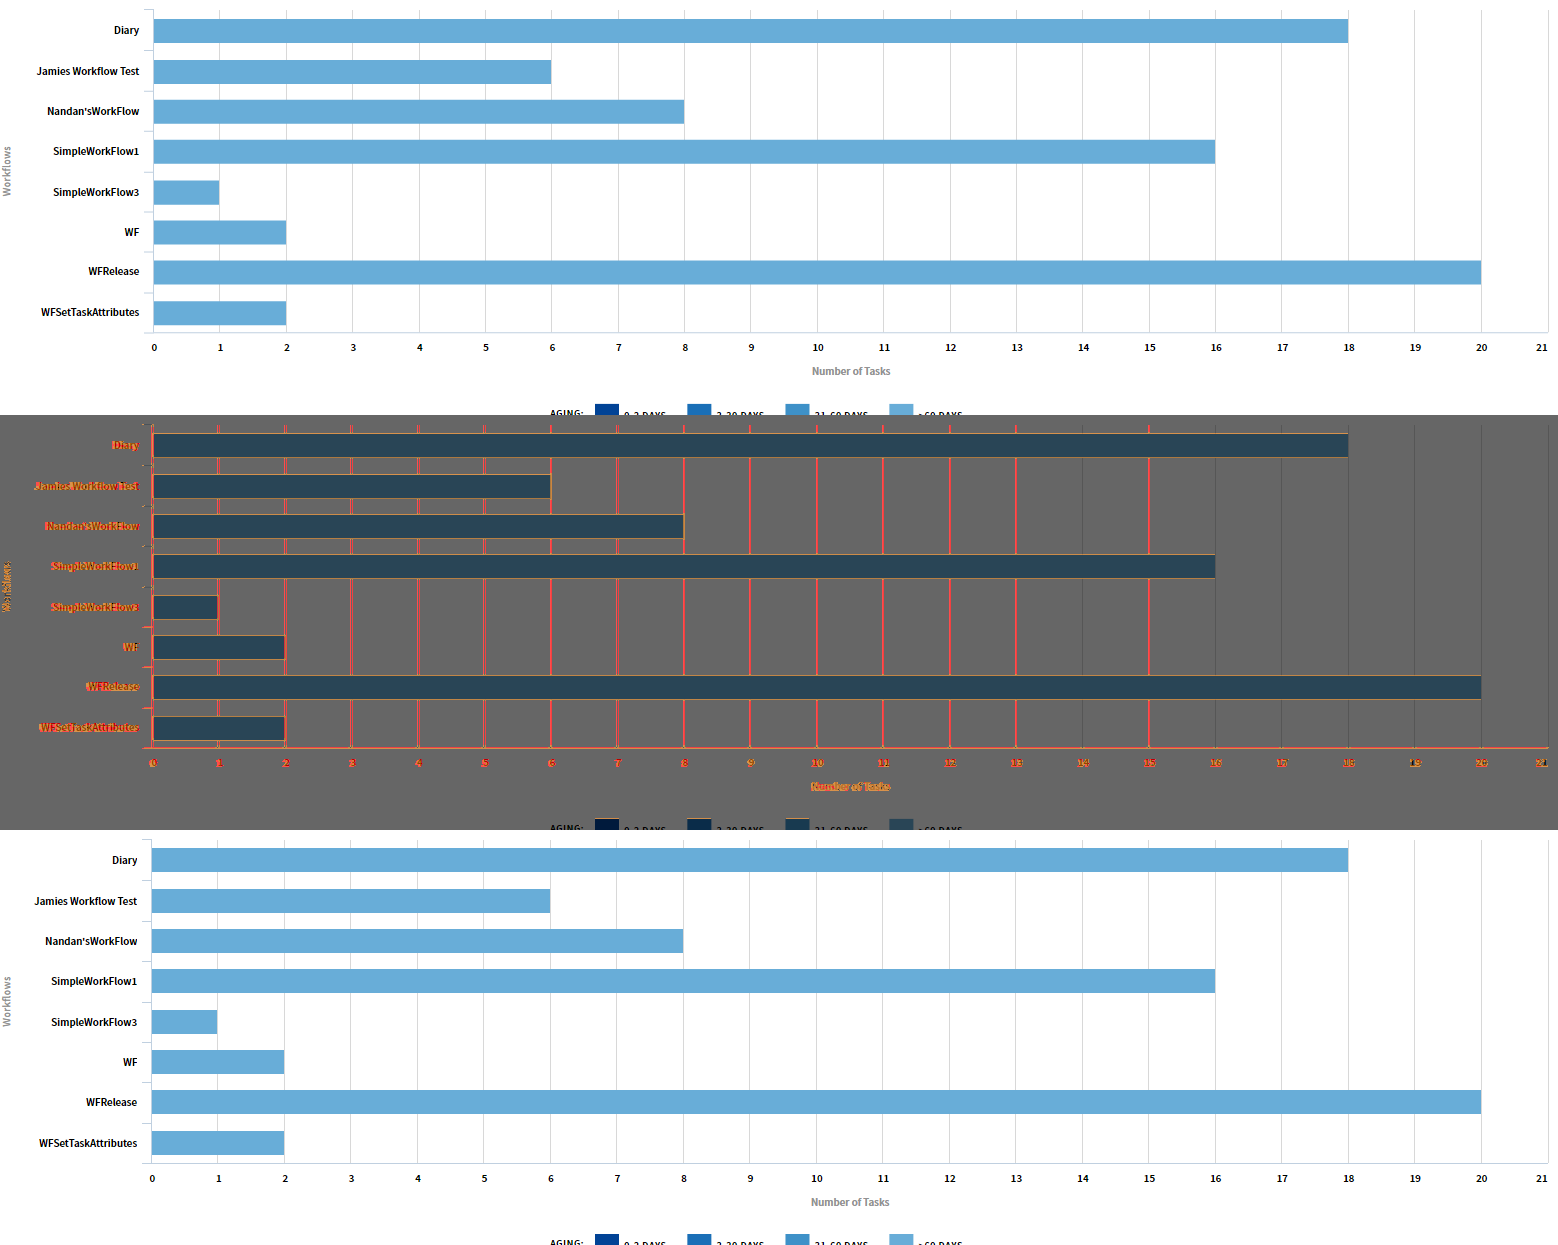 Diary
Jamies Workflow Test
Nandan'sWorkFlow
SimpleWorkFlow1
SimpleWorkFlow3
WF
WFRelease
WFSetTaskAttributes
Workflows
0 1 2 3 4 5 6 7 8 9 10 11 12 13 14 15 16 17 18 19 20 21
Number of Tasks
AGING:
Diary
Jamies Workflow Test
Nandan'sWorkFlow
SimpleWorkFlow1
SimpleWorkFlow3
WF
WFRelease
WFSetTaskAttributes
Workflows
0 1 2 3 4 5 6 7 8 9 10 11 12 13 14 15 16 17 18 19 20 21
Number of Tasks
AGING:
Diary
Jamies Workflow Test
Nandan'sWorkFlow
SimpleWorkFlow1
SimpleWorkFlow3
WF
WFRelease
WFSetTaskAttributes
Workflows
0 1 2 3 4 5 6 7 8 9 10 11 12 13 14 15 16 17 18 19 20 21
Number of Tasks
AGING: